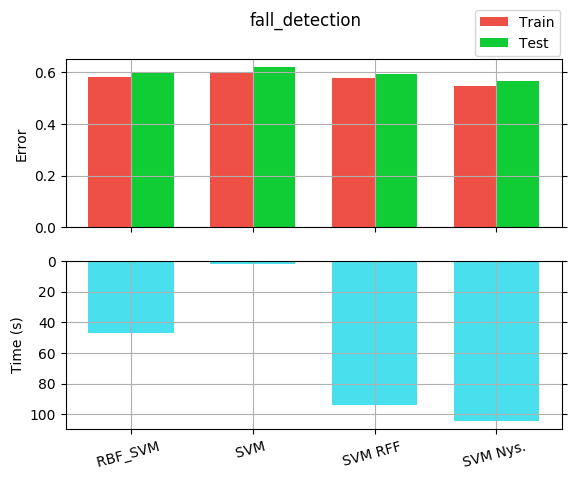 fall_detection
Train
Test
0.6
0.4
0.2
0.0
Error
0
20
40
60
80
100
Time (s)
RBF_SVM
SVM
SVM RFF
SVM Nys.